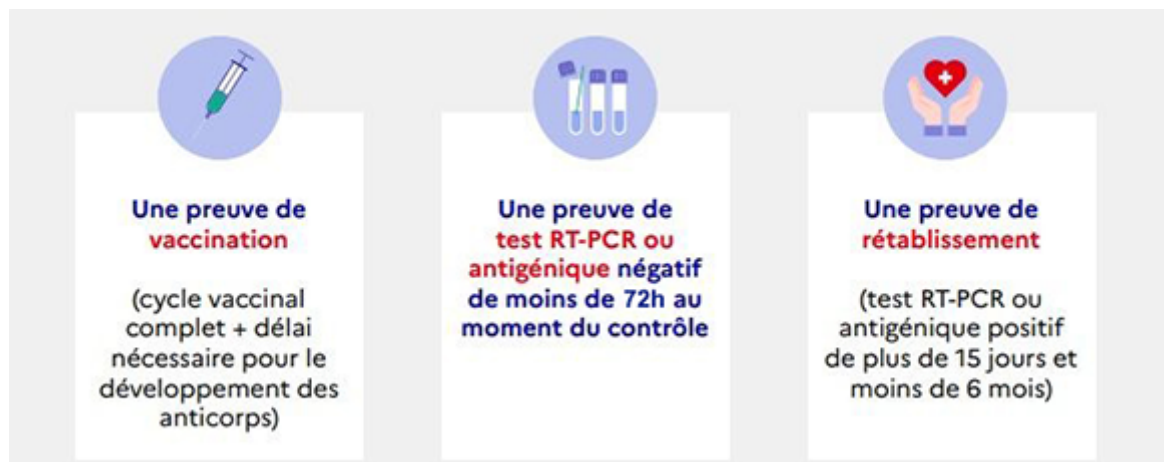 Une preuve de
vaccination
(cycle vaccinal
complet + délai
nécessaire pour le
développement des
anticorps)
Une preuve de
test RT-PCR ou
antigénique négatif
de moins de 72h au
moment du contrôle
Une preuve de
rétablissement
(test RT-PCR ou
antigénique positif
de plus de 15 jours et
moins de 6 mois)